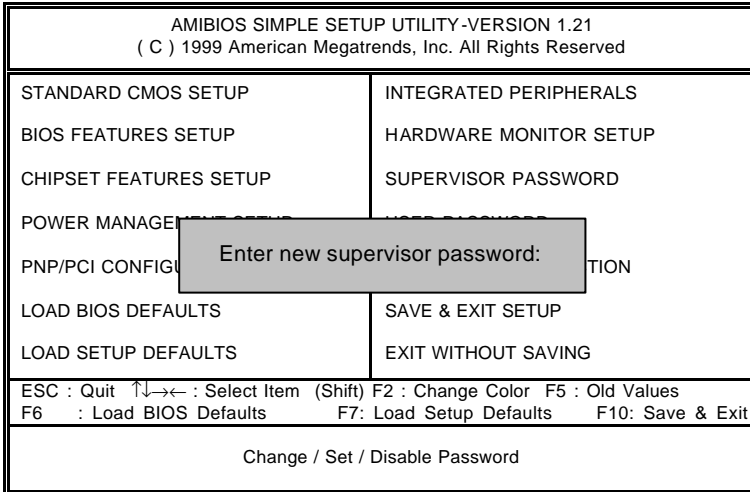 AMIBIOS SIMPLE SETUP UTILITY-VERSION 1.21
( C ) 1999 American Megatrends, Inc. All Rights Reserved
STANDARD CMOS SETUP
INTEGRATED PERIPHERALS
BIOS FEATURES SETUP
HARDWARE MONITOR SETUP
CHIPSET FEATURES SETUP
SUPERVISOR PASSWORD
POWER
Enter new supervisor password:
PNP/PCI
LOAD BIOS DEFAULTS
SAVE & EXIT SETUP
LOAD SETUP DEFAULTS
EXIT WITHOUT SAVING
ESC : Quit ↑↓→← : Select Item (Shift) F2 : Change Color F5 : Old Values
F6 : Load BIOS Defaults F7: Load Setup Defaults F10: Save & Exit
Change / Set / Disable Password